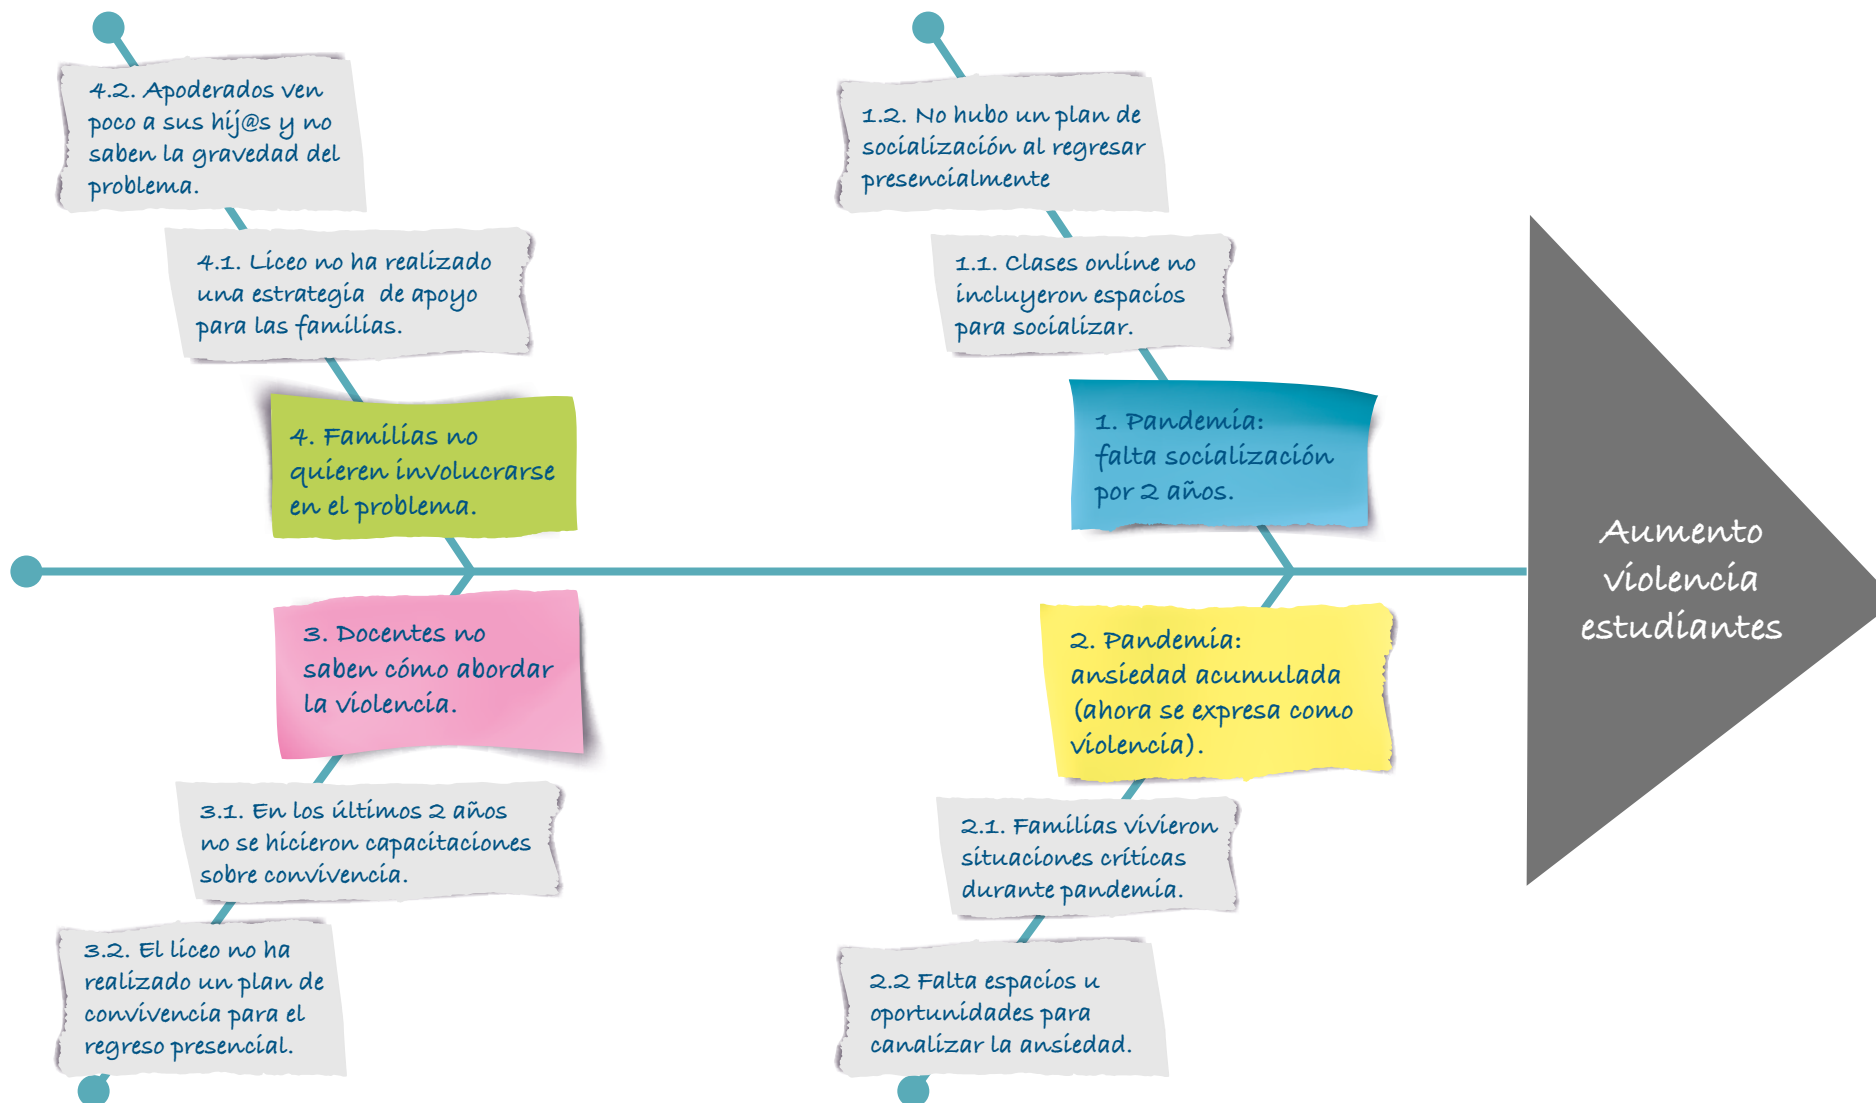 4.2. Apoderados ven
poco a sus hij@s y no
saben la gravedad del
problema.
4.1. Liceo no ha realizado
una estrategia de apoyo
para las familias.
4. Familias no
quieren involucrarse
en el problema.
1.2. No hubo un plan de
socialización al regresar
presencialmente
1.1. Clases online no
incluyeron espacios
para socializar.
1. Pandemia:
falta socialización
por 2 años.
3. Docentes no
saben cómo abordar
la violencia.
3.1. En los últimos 2 años
no se hicieron capacitaciones
sobre convivencia.
3.2. El liceo no ha
realizado un plan de
convivencia para el
regreso presencial.
2. Pandemia:
ansiedad acumulada
(ahora se expresa como
violencia).
2.1. Familias vivieron
situaciones críticas
durante pandemia.
2.2 Falta espacios u
oportunidades para
canalizar la ansiedad.
Aumento
violencia
estudiantes